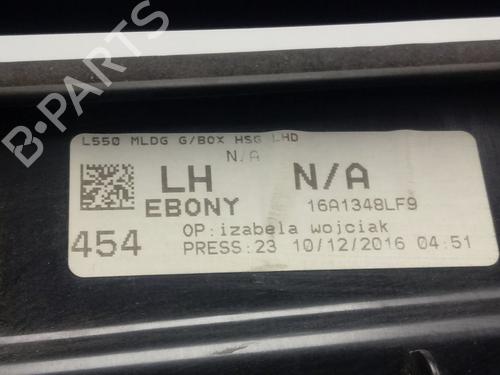 B-PARTS
L550 MLDG G/BOX HSG LHD
N/A
LH N/A
EBONY 16A1348LF9
454 OP:izabela wojciak
PRESS:23 10/12/2016 04:51